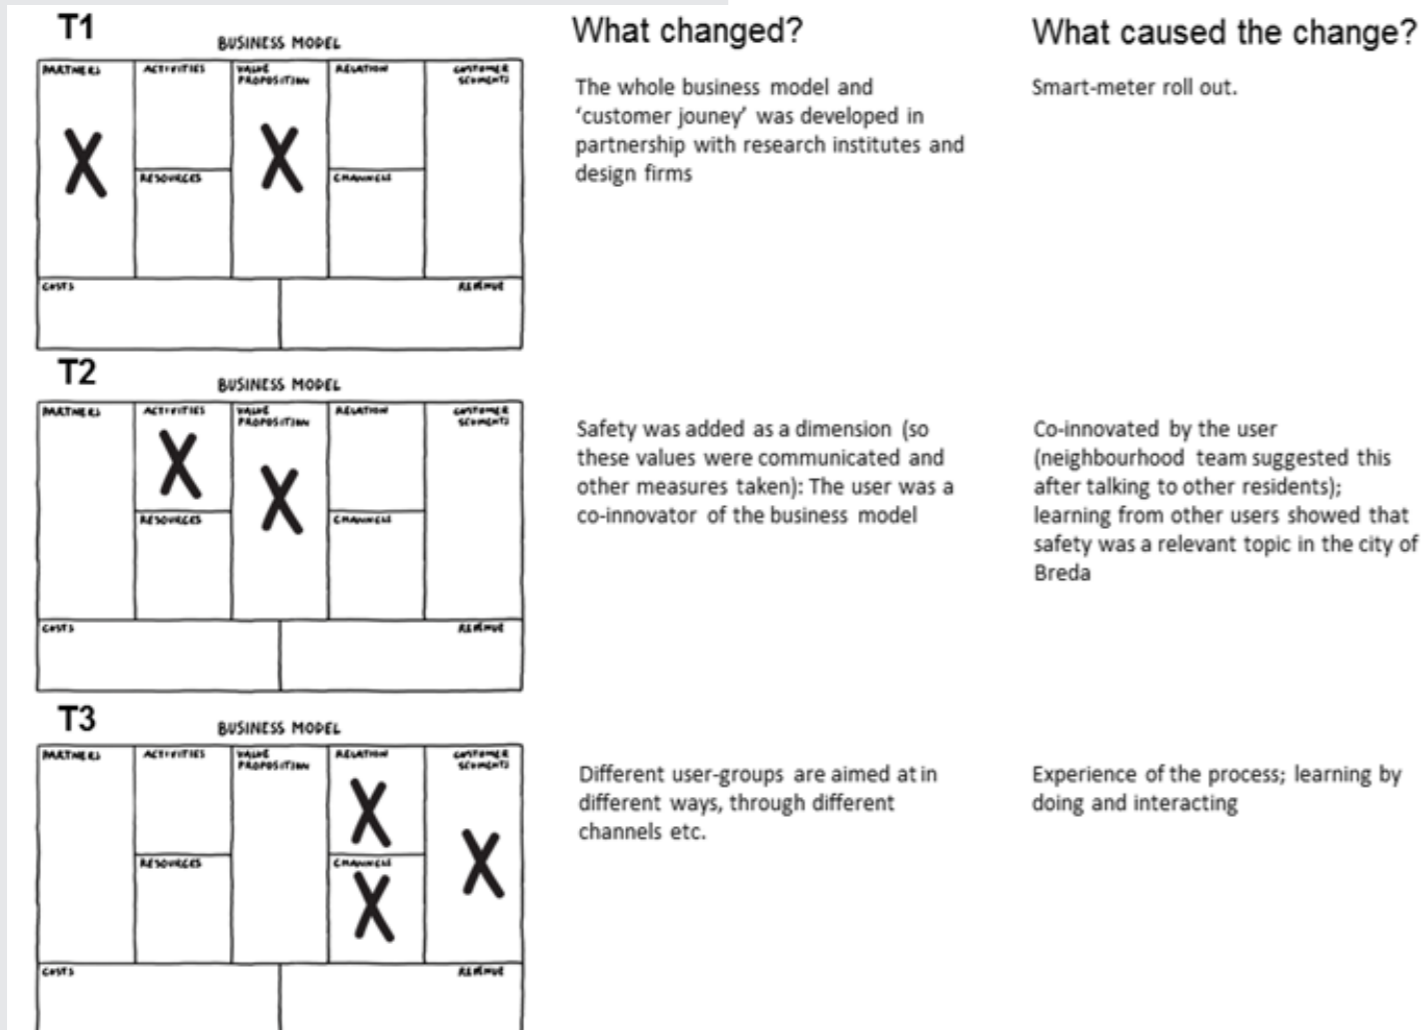 T1
BUSINESS MODEL
PARTNERS
ACTIVITIES
VALUE
PROPOSITION
RELATION
CUSTOMER
SEGMENTS
RESOURCES
CHANNELS
COSTS
REVENUE
What changed?
The whole business model and
‘customer jouney’ was developed in
partnership with research institutes and
design firms
What caused the change?
Smart-meter roll out.
T2
BUSINESS MODEL
PARTNERS
ACTIVITIES
VALUE
PROPOSITION
RELATION
CUSTOMER
SEGMENTS
RESOURCES
CHANNELS
COSTS
REVENUE
Safety was added as a dimension (so
these values were communicated and
other measures taken): The user was a
co-innovator of the business model
Co-innovated by the user
(neighbourhood team suggested this
after talking to other residents);
learning from other users showed that
safety was a relevant topic in the city of
Breda
T3
BUSINESS MODEL
PARTNERS
ACTIVITIES
VALUE
PROPOSITION
RELATION
CUSTOMER
SEGMENTS
RESOURCES
CHANNELS
COSTS
REVENUE
Different user-groups are aimed at in
different ways, through different
channels etc.
Experience of the process; learning by
doing and interacting